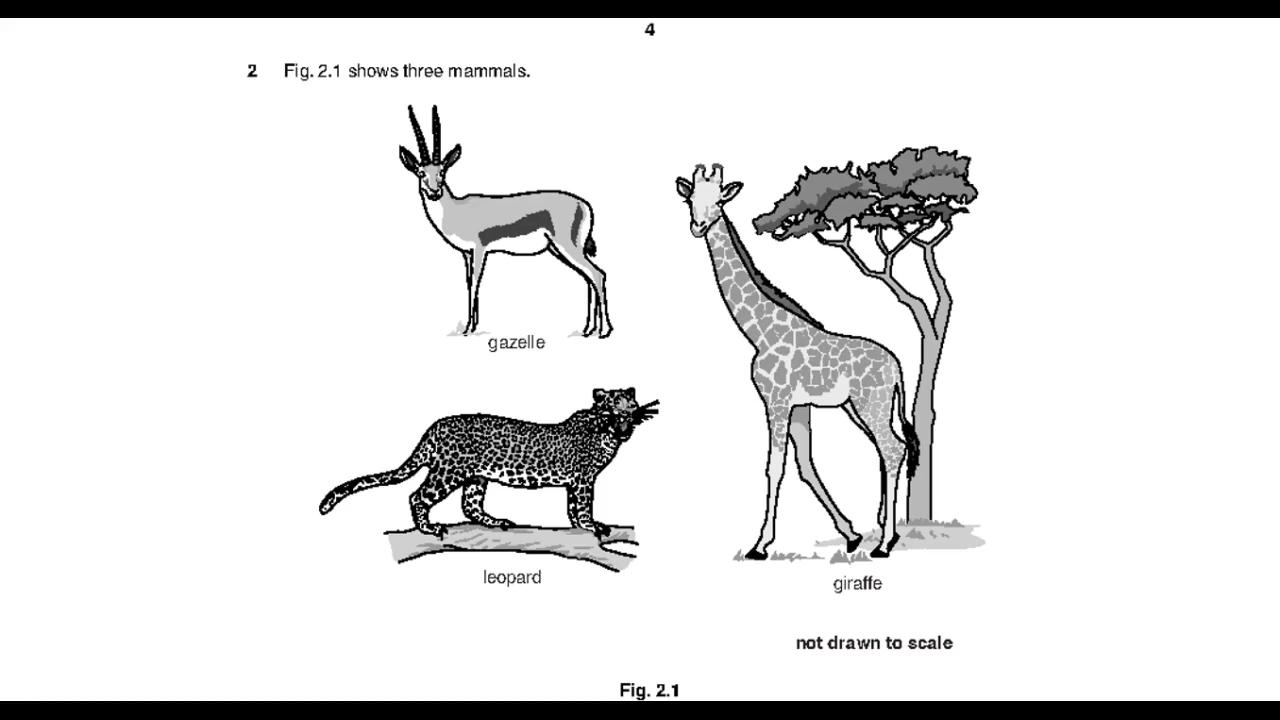 4
2 Fig. 2.1 shows three mammals.
gazelle
leopard
giraffe
not drawn to scale
Fig. 2.1